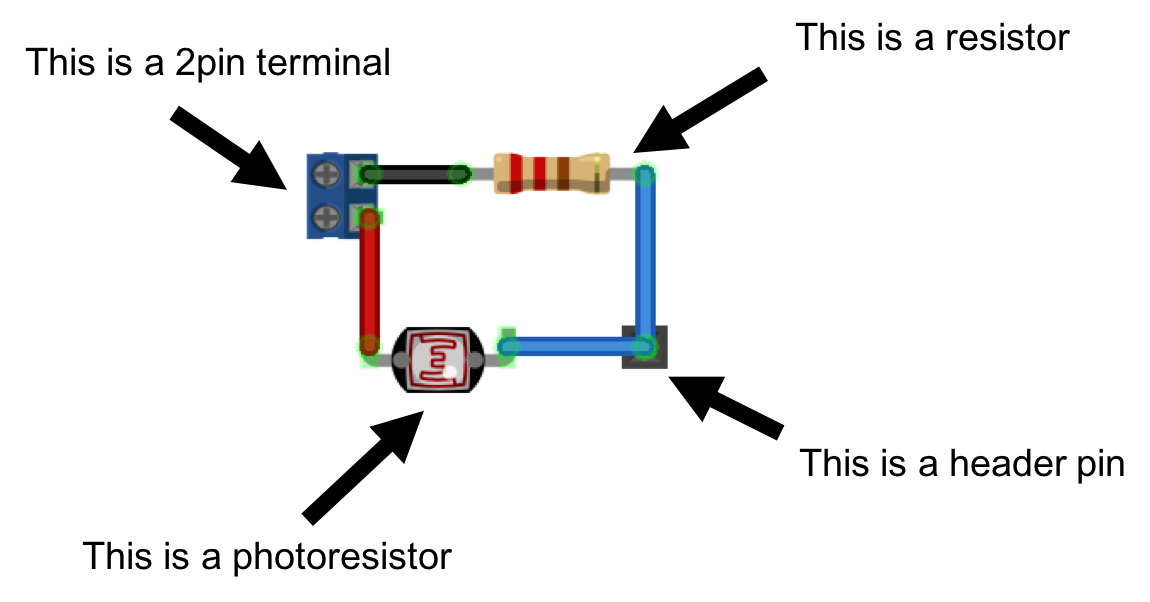 This is a resistor
This is a 2pin terminal
This is a header pin
This is a photoresistor